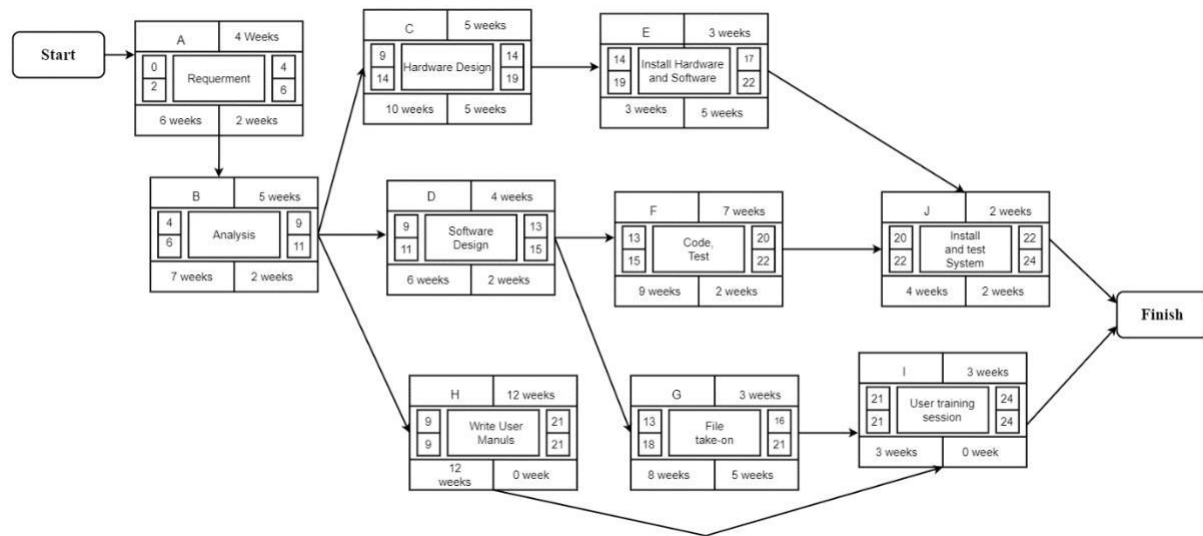 Start
A
4 Weeks
0
2
Requerment
4
6
6 weeks
2 weeks
B
5 weeks
4
6
Analysis
9
11
7 weeks
2 weeks
C
5 weeks
9
14
Hardware Design
14
19
10 weeks
5 weeks
D
4 weeks
9
11
Software
Design
13
15
6 weeks
2 weeks
H
12 weeks
9
9
Write User
Manuls
21
21
12
weeks
0 week
E
3 weeks
14
19
Install Hardware
and Software
17
22
3 weeks
5 weeks
F
7 weeks
13
15
Code,
Test
20
22
9 weeks
2 weeks
G
3 weeks
13
18
File
take-on
16
21
8 weeks
5 weeks
J
2 weeks
20
22
Install
and test
System
22
24
4 weeks
2 weeks
I
3 weeks
21
21
User training
session
24
24
3 weeks
0 week
Finish